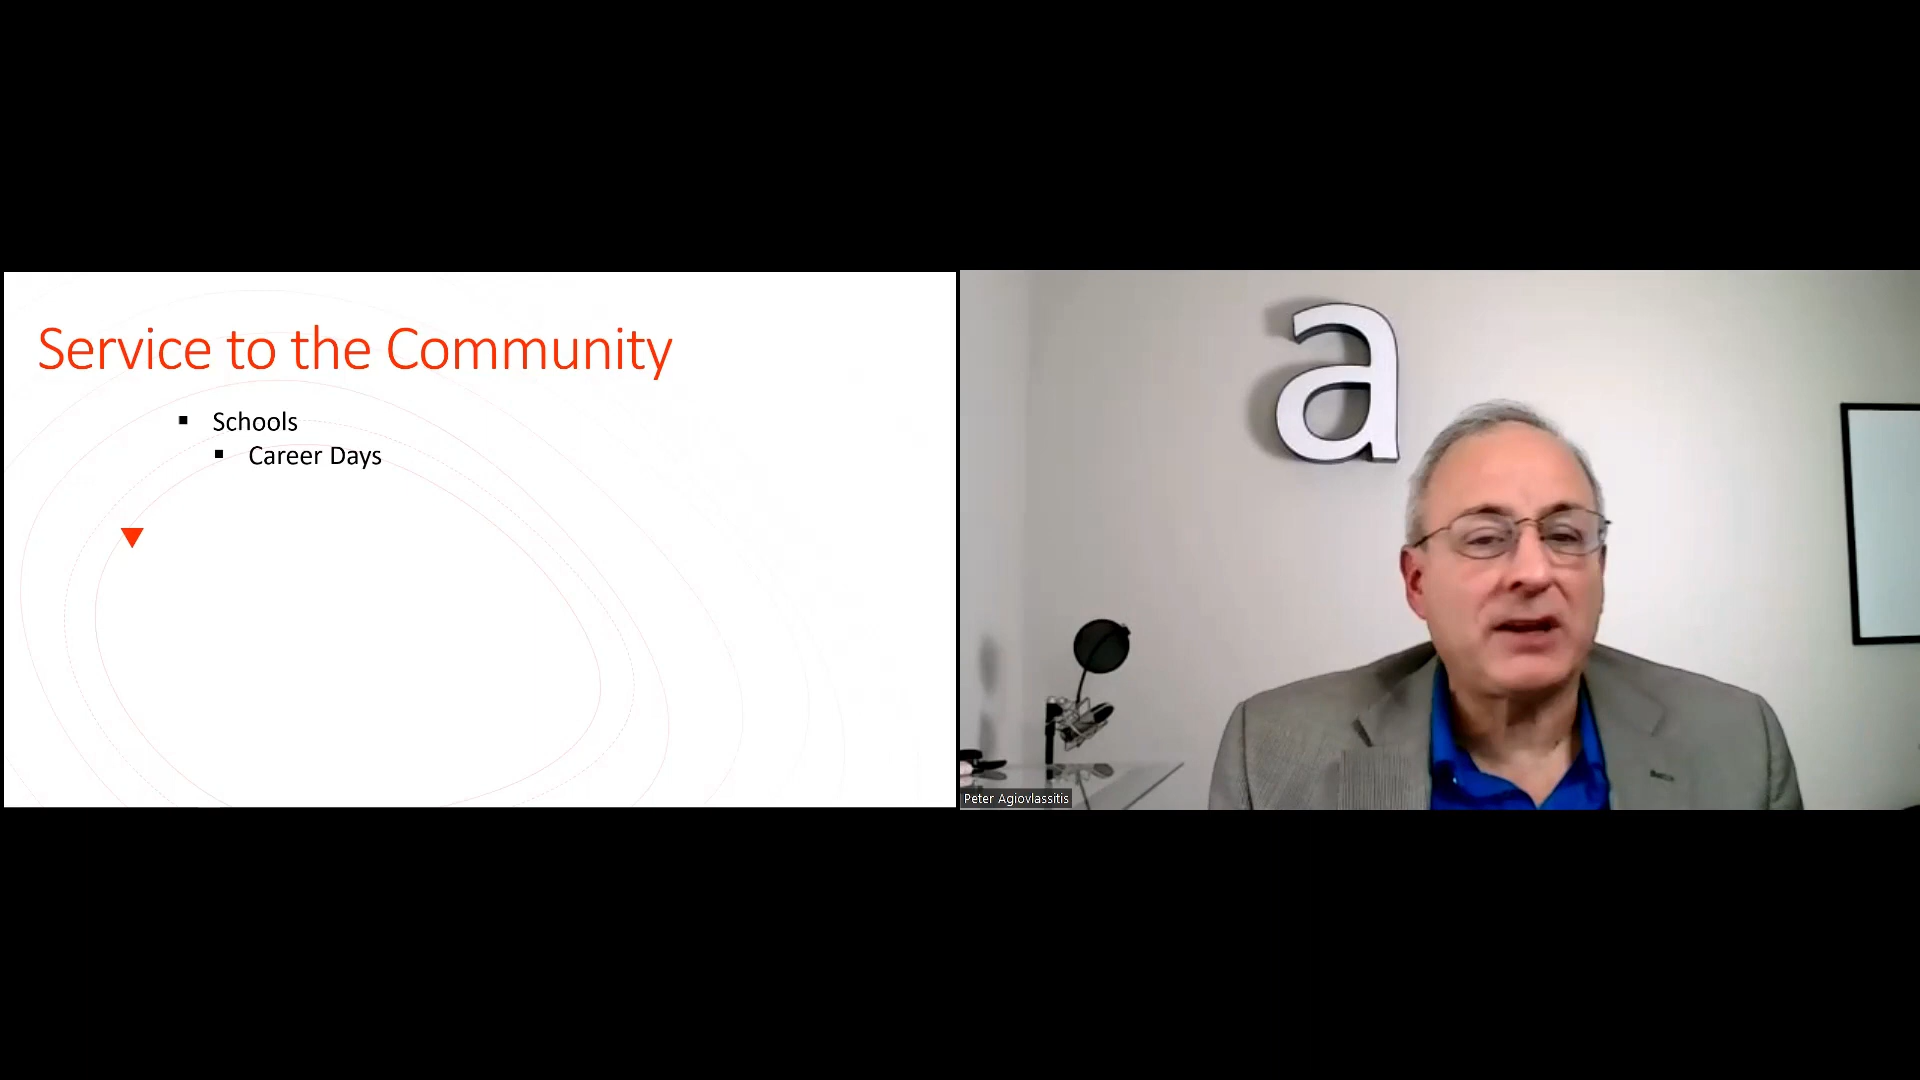 Service to the Community
▪ Schools
▪ Career Days
a
Peter Agiovlassitis